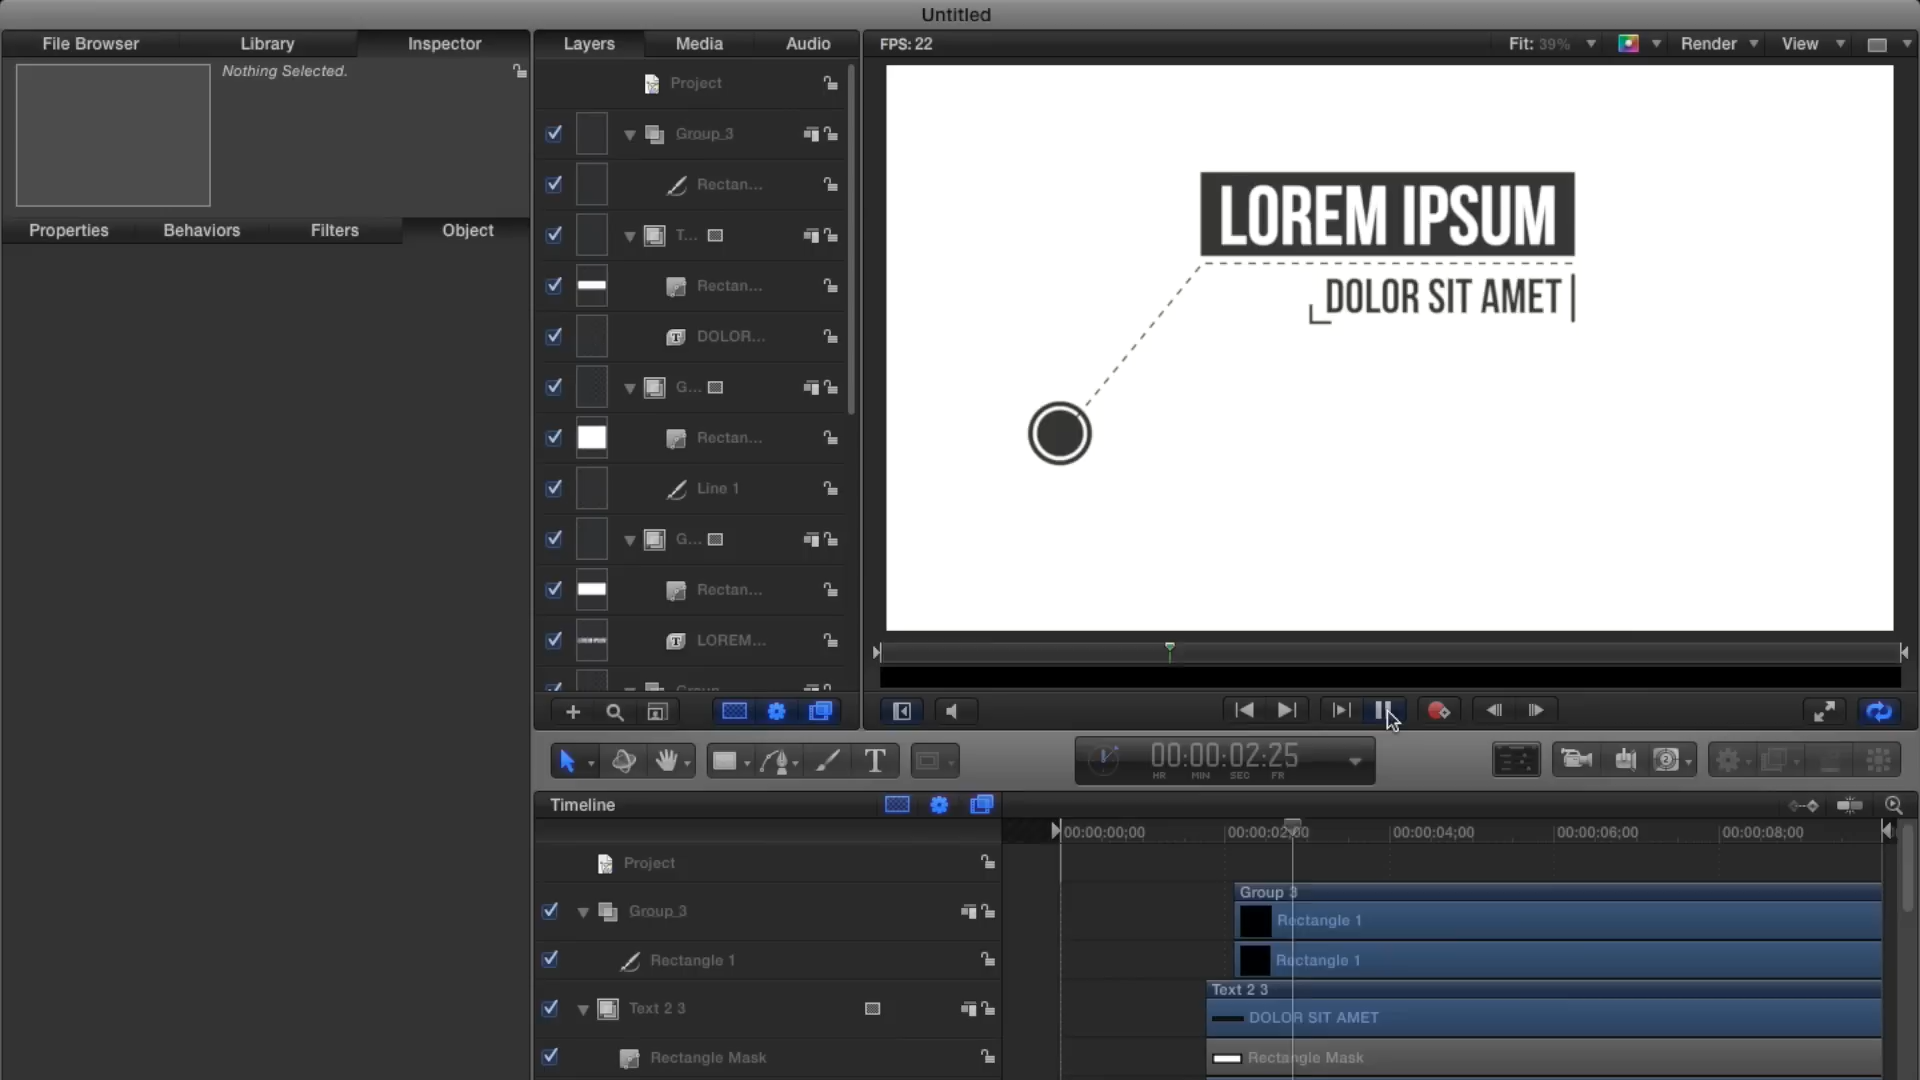 Untitled
File Browser
Library
Inspector
Layers
Media
Audio
FPS: 22
Fit: 39%
Render
View
Nothing Selected.
Project
Group 3
Rectan...
T...
Rectan...
DOLOR...
G...
Rectan...
Line 1
G...
Rectan...
LOREM...
Group
Properties
Behaviors
Filters
Object
LOREM IPSUM
DOLOR SIT AMET
T
00:00:02:25
HR MIN SEC FR
Timeline
00:00:00;00
00:00:02;00
00:00:04;00
00:00:06;00
00:00:08;00
Project
Group 3
Group 3
Rectangle 1
Rectangle 1
Rectangle 1
Text 2 3
Text 2 3
DOLOR SIT AMET
Rectangle Mask
Rectangle Mask